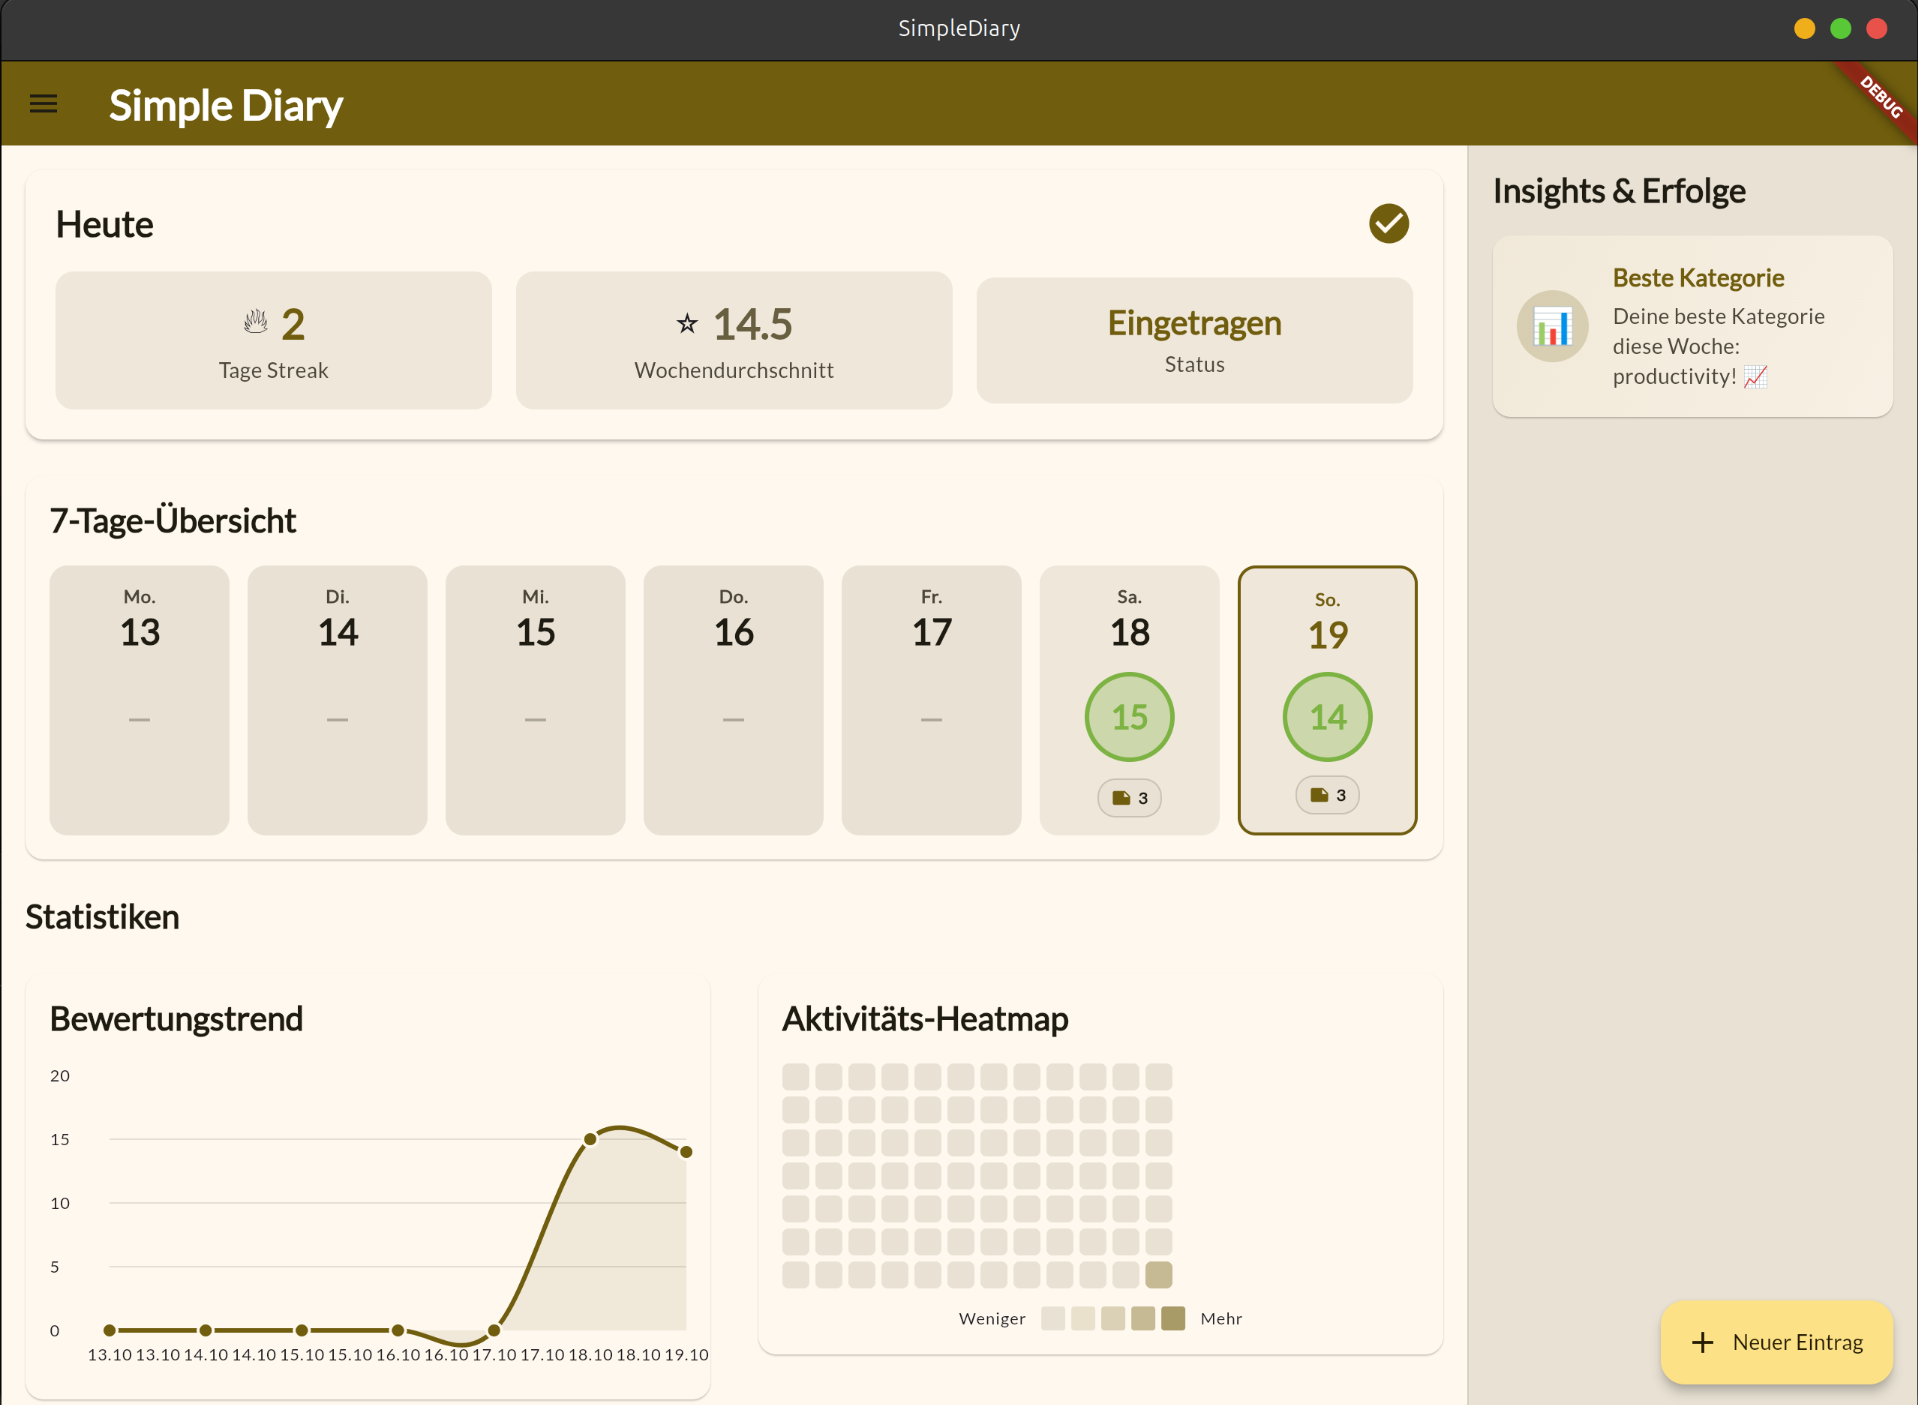 SimpleDiary
Simple Diary
DEBUG
Heute
2
Tage Streak
14.5
Wochendurchschnitt
Eingetragen
Status
7-Tage-Übersicht
Mo.
13
—
Di.
14
—
Mi.
15
—
Do.
16
—
Fr.
17
—
Sa.
18
15
3
So.
19
14
3
Statistiken
Bewertungstrend
20
15
10
5
0
13.10 13.10 14.10 14.10 15.10 15.10 16.10 16.10 17.10 17.10 18.10 18.10 19.10
Aktivitäts-Heatmap
Weniger
Mehr
Insights & Erfolge
Beste Kategorie
Deine beste Kategorie
diese Woche:
productivity! 📈
+ Neuer Eintrag